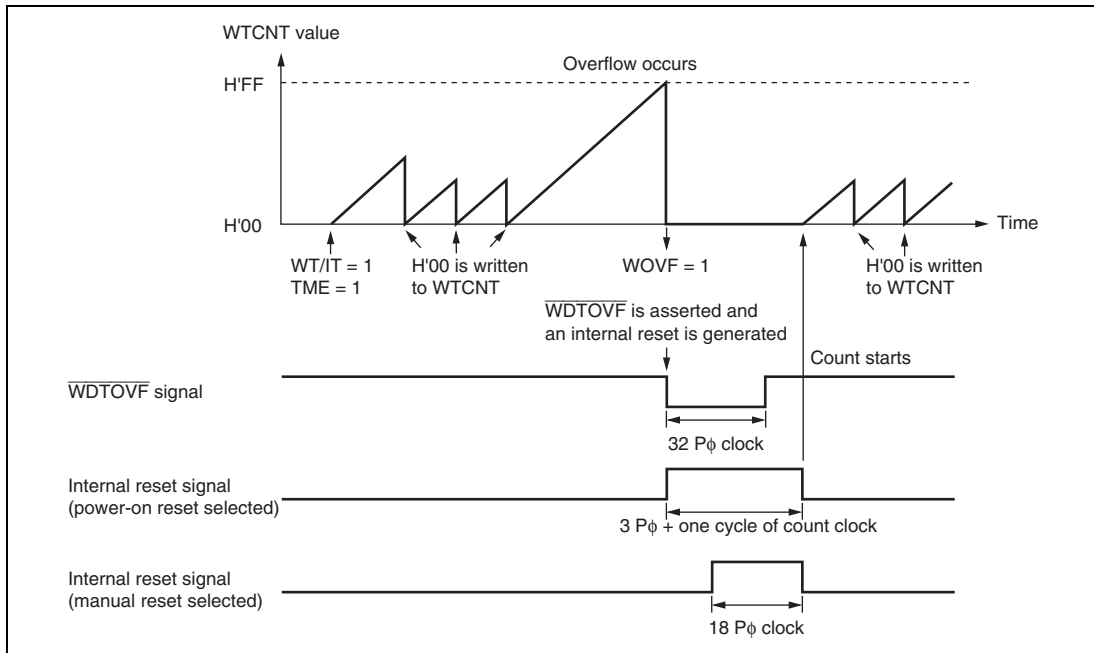 WTCNT value
Overflow occurs
H'FF
H'00
Time
WT/IT = 1
TME = 1
H'00 is written
to WTCNT
WOVF = 1
H'00 is written
to WTCNT
WDTOVF is asserted and
an internal reset is generated
Count starts
WDTOVF signal
32 Pϕ clock
Internal reset signal
(power-on reset selected)
3 Pϕ + one cycle of count clock
Internal reset signal
(manual reset selected)
18 Pϕ clock